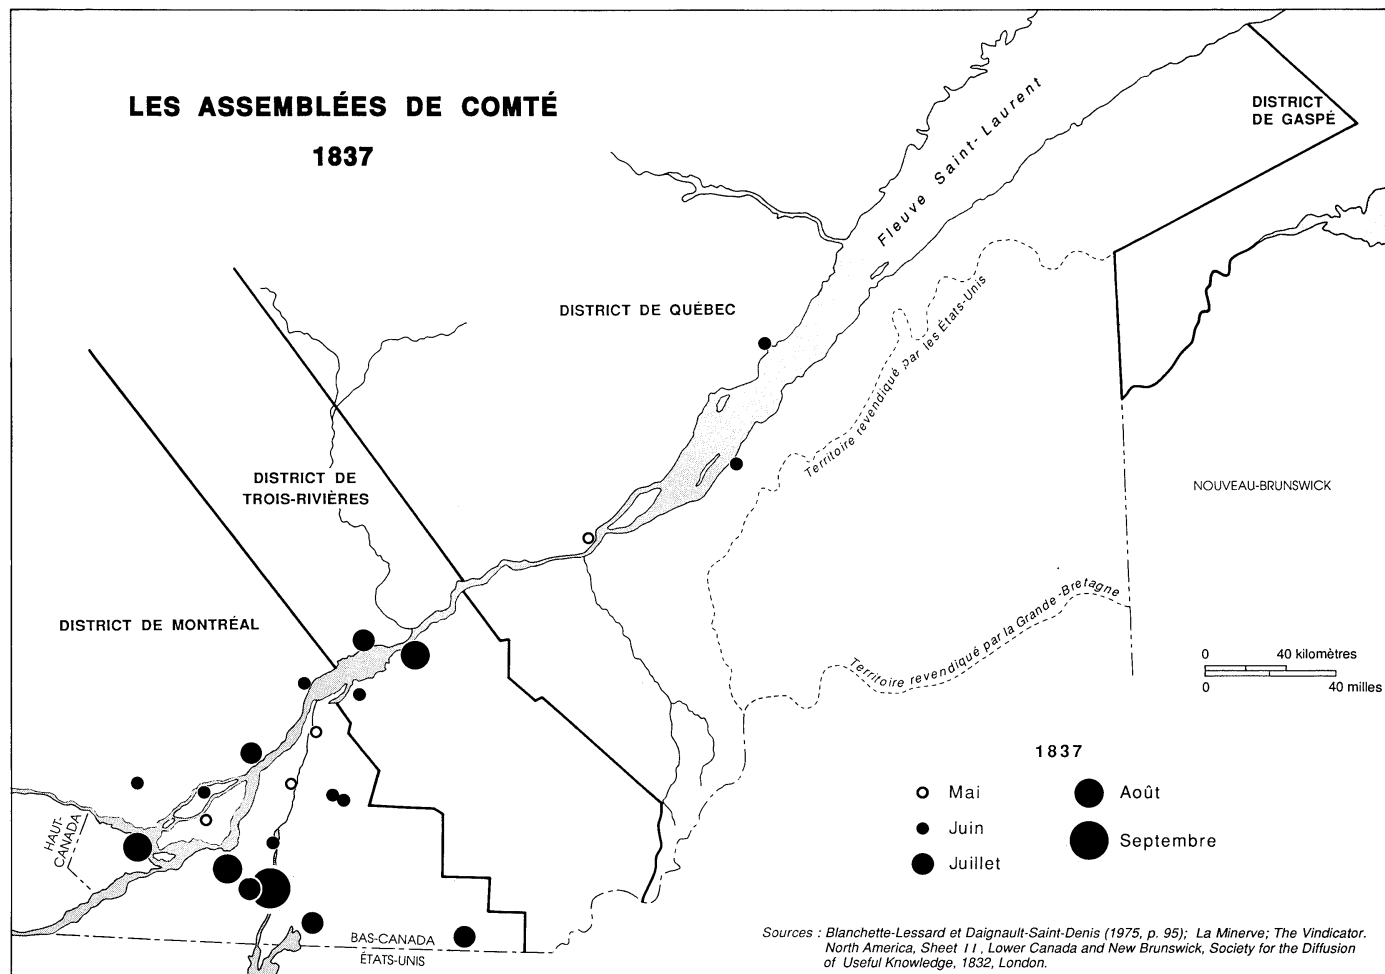 LES ASSEMBLÉES DE COMTÉ
1837
Fleuve Saint-Laurent
DISTRICT
DE GASPÉ
DISTRICT DE QUÉBEC
Territoire revendiqué par les États-Unis
DISTRICT DE
TROIS-RIVIÈRES
NOUVEAU-BRUNSWICK
DISTRICT DE MONTRÉAL
Territoire revendiqué par la Grande-Bretagne
0 40 kilomètres
0 40 milles
HAUT-
CANADA
1837
Mai
Juin
Juillet
Août
Septembre
BAS-CANADA
ÉTATS-UNIS
Sources : Blanchette-Lessard et Daignault-Saint-Denis (1975, p. 95); La Minerve; The Vindicator.
North America, Sheet II, Lower Canada and New Brunswick, Society for the Diffusion
of Useful Knowledge, 1832, London.